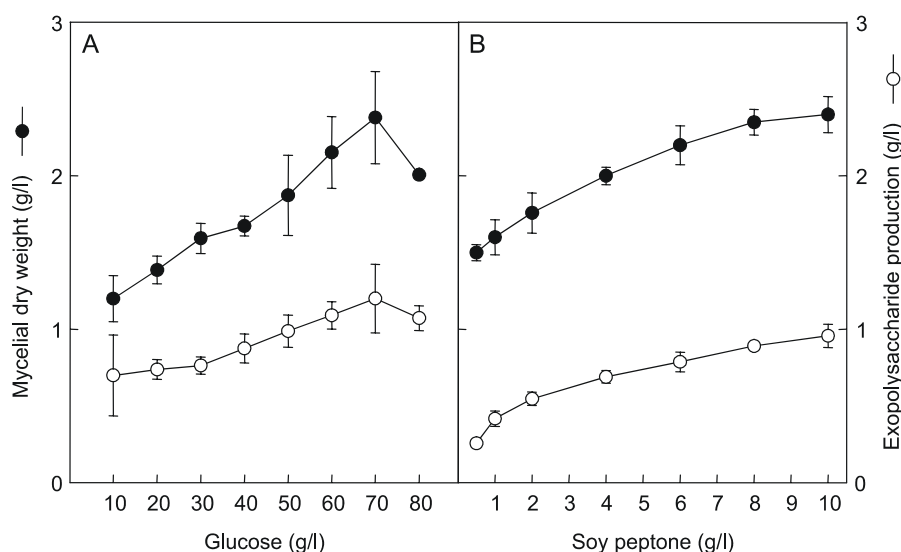 A
B
3
2
1
0
Mycelial dry weight (g/l)
10 20 30 40 50 60 70 80
Glucose (g/l)
1 2 3 4 5 6 7 8 9 10
Soy peptone (g/l)
3
2
1
0
Exopolysaccharide production (g/l)